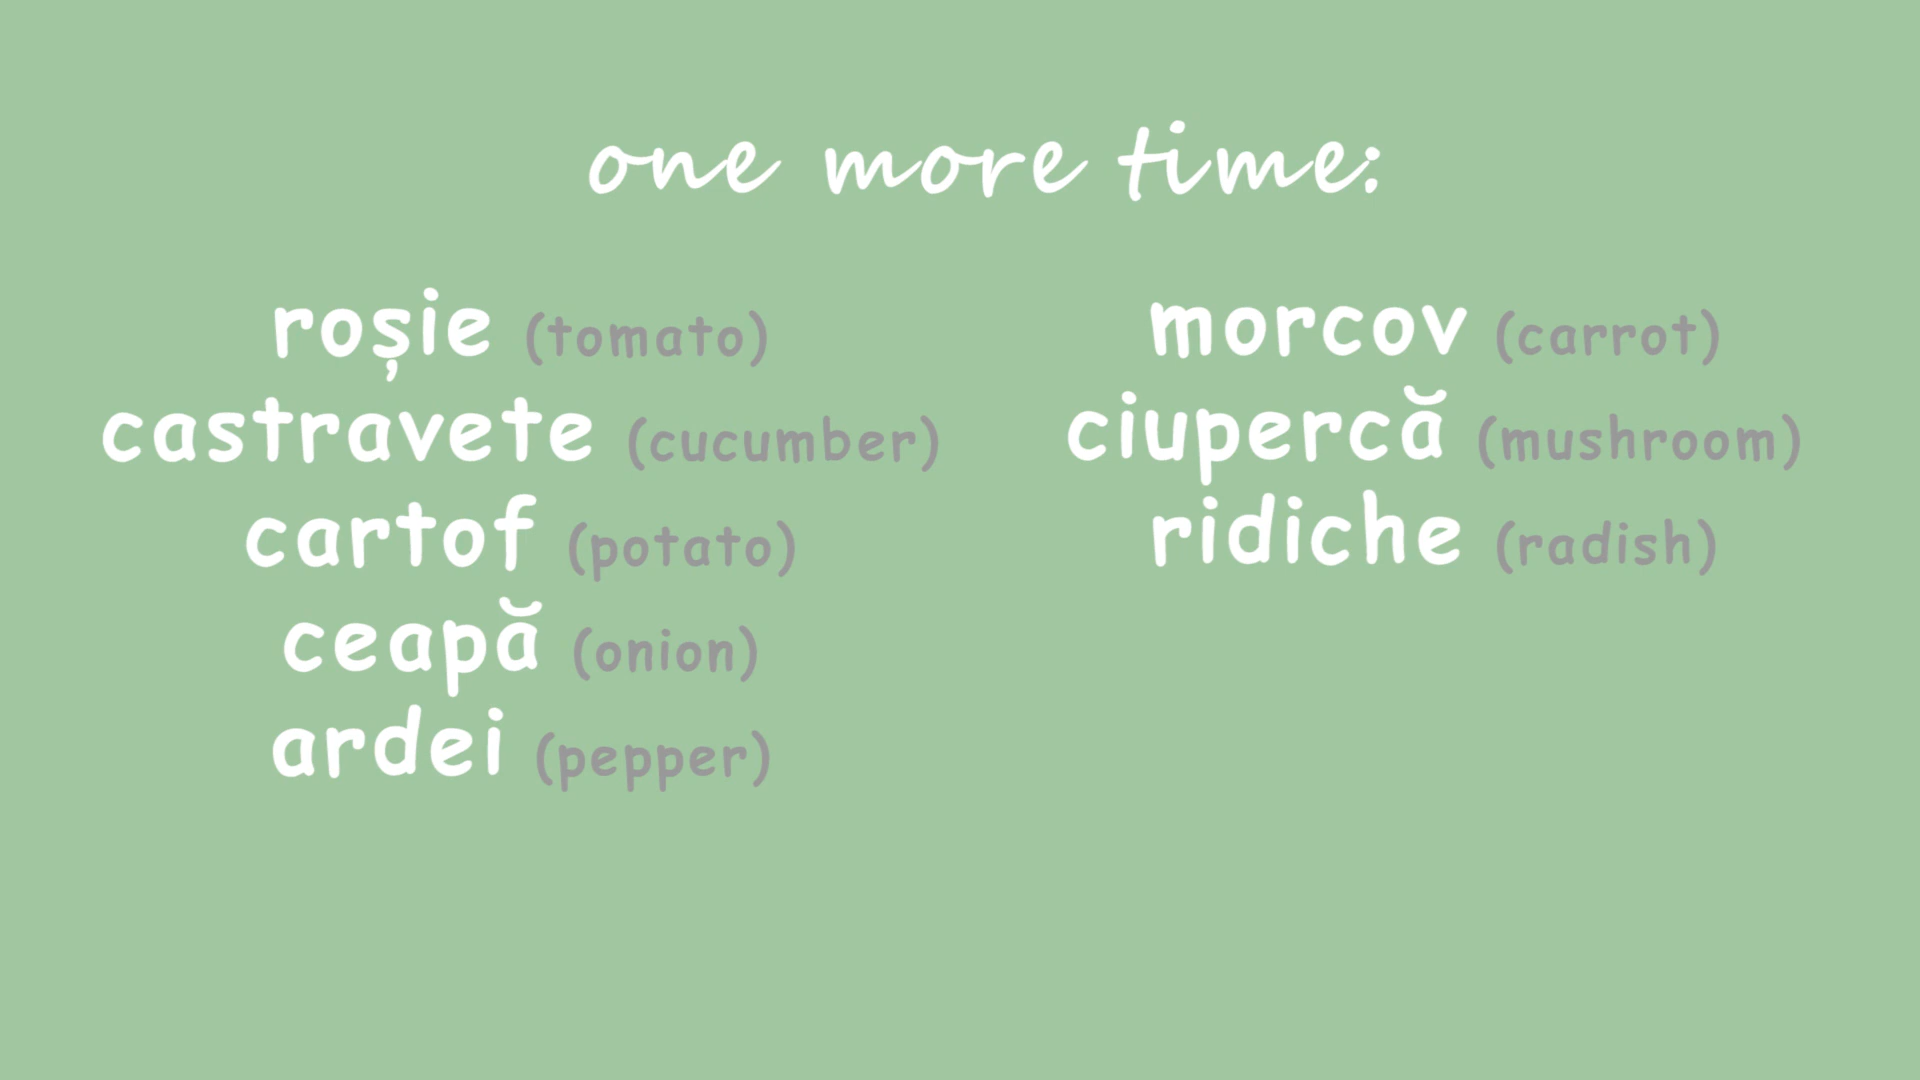 one more time:
roșie (tomato)
castravete (cucumber)
cartof (potato)
ceapă (onion)
ardei (pepper)
morcov (carrot)
ciupercă (mushroom)
ridiche (radish)